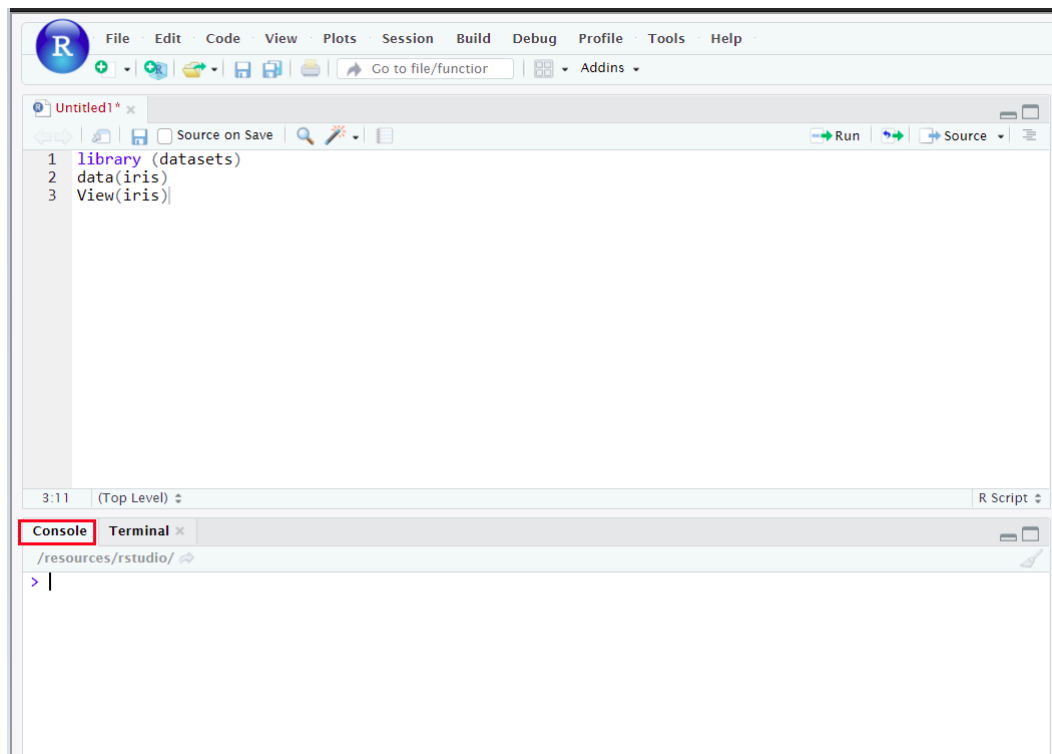 R File Edit Code View Plots Session Build Debug Profile Tools Help
R Go to file/functior Addins
R Untitled1*
Source on Save Run Source
1 library (datasets)
2 data(iris)
3 View(iris)
3:11 (Top Level) R Script
Console Terminal
/resources/rstudio/
>